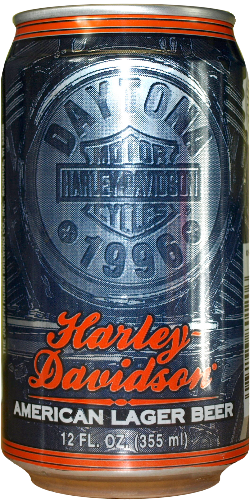 DAYTONA
MOTOR
HARLEY-DAVIDSON
CYCLES
1996
Harley-
Davidson®
AMERICAN LAGER BEER
12 FL. OZ. (355 ml)